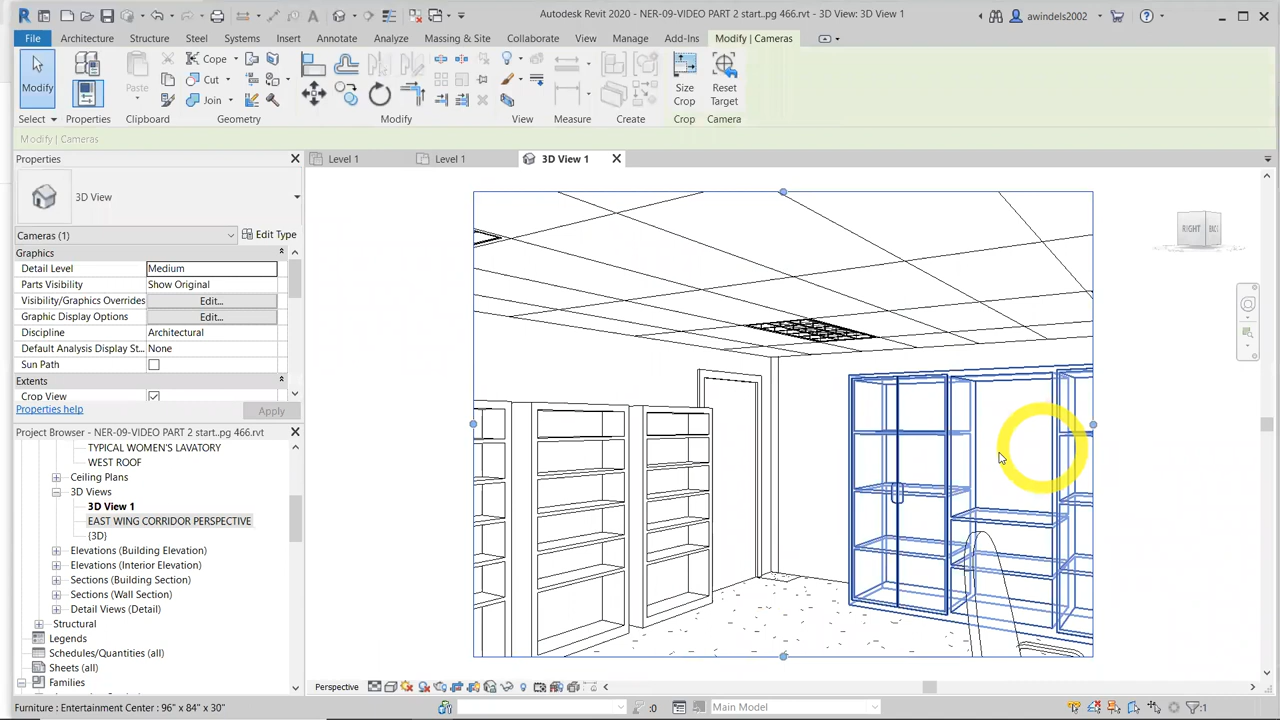 Autodesk Revit 2020 - NER-09-VIDEO PART 2 start..pg 466.rvt - 3D View: 3D View 1
awindels2002
File Architecture Structure Steel Systems Insert Annotate Analyze Massing & Site Collaborate View Manage Add-Ins Modify | Cameras
Cope
Cut
Join
Modify
Paste
Size
Crop
Reset
Target
Select Properties Clipboard Geometry Modify View Measure Create Crop Camera
Modify | Cameras
Properties
Level 1
Level 1
3D View 1
3D View
Cameras (1)
Edit Type
Graphics
Detail Level Medium
Parts Visibility Show Original
Visibility/Graphics Overrides Edit...
Graphic Display Options Edit...
Discipline Architectural
Default Analysis Display St... None
Sun Path
Extents
Crop View
Properties help
Apply
RIGHT
Project Browser - NER-09-VIDEO PART 2 start..pg 466.rvt
TYPICAL WOMEN'S LAVATORY
WEST ROOF
Ceiling Plans
3D Views
3D View 1
EAST WING CORRIDOR PERSPECTIVE
{3D}
Elevations (Building Elevation)
Elevations (Interior Elevation)
Sections (Building Section)
Sections (Wall Section)
Detail Views (Detail)
Structural
Legends
Schedules/Quantities (all)
Sheets (all)
Families
Perspective
Furniture : Entertainment Center : 96" x 84" x 30"
:0
Main Model
:1